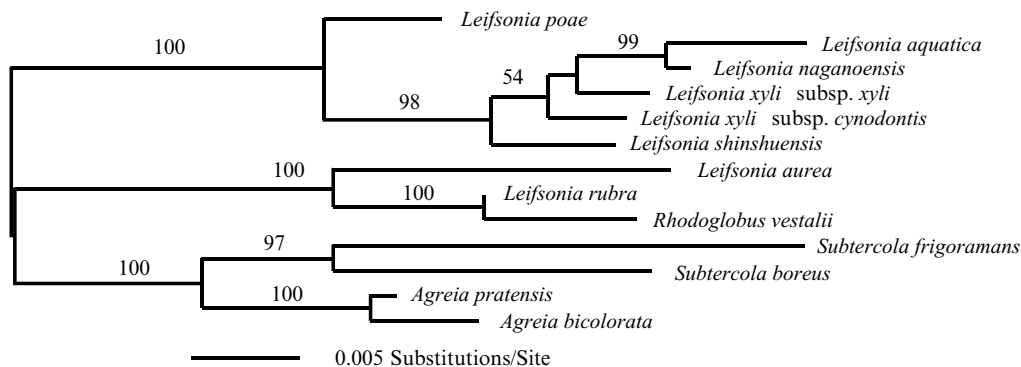 Leifsonia poae
100
99
Leifsonia aquatica
Leifsonia naganoensis
54
Leifsonia xyli subsp. xyli
98
Leifsonia xyli subsp. cynodontis
Leifsonia shinshuensis
100
Leifsonia aurea
100
Leifsonia rubra
Rhodoglobus vestalii
97
Subtercola frigoramans
100
Subtercola boreus
100
Agreia pratensis
Agreia bicolorata
0.005 Substitutions/Site